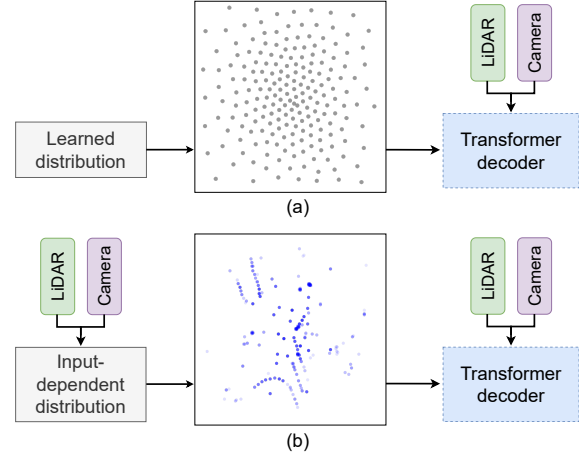 LiDAR
Camera
Learned
distribution
Transformer
decoder
(a)
LiDAR
Camera
LiDAR
Camera
Input-
dependent
distribution
Transformer
decoder
(b)